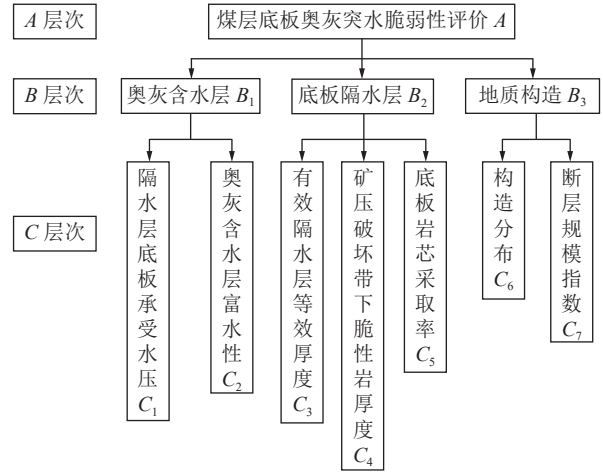 A 层次
煤层底板奥灰突水脆弱性评价 A
B 层次
奥灰含水层 B₁
底板隔水层 B₂
地质构造 B₃
C 层次
隔水层底板承受水压 C₁
奥灰含水层富水性 C₂
有效隔水层等效厚度 C₃
矿压破坏带下脆性岩厚度 C₄
底板岩芯采取率 C₅
构造分布 C₆
断层规模指数 C₇